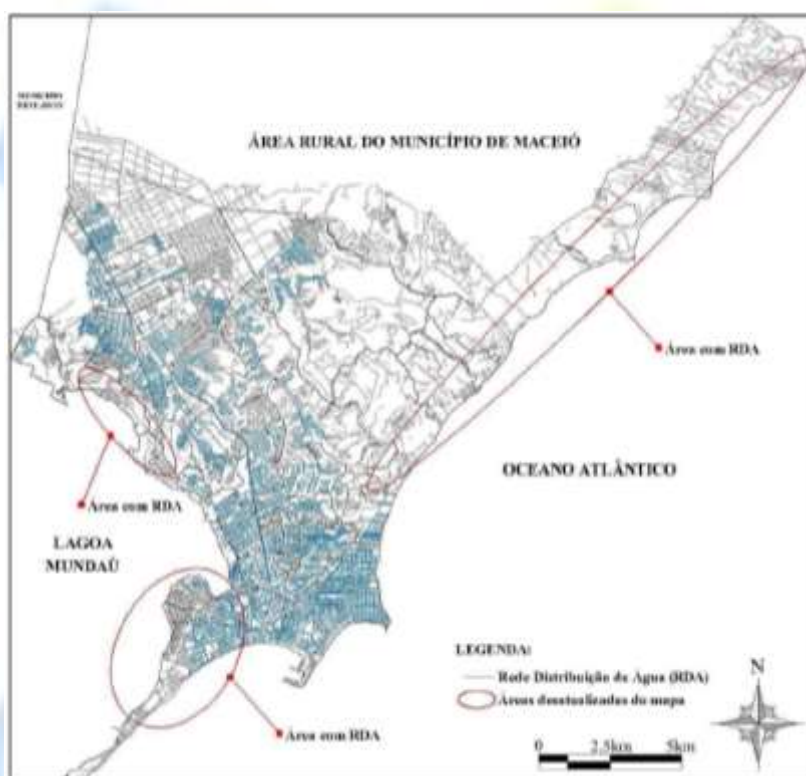 ÁREA RURAL DO MUNICÍPIO DE MACEIÓ
Área com RDA
OCEANO ATLÂNTICO
Área com RDA
LAGOA
MUNDAÚ
LEGENDA:
Rede Distribuição de Água (RDA)
Áreas desatualizadas do mapa
Área com RDA
N
0 2,5km 5km